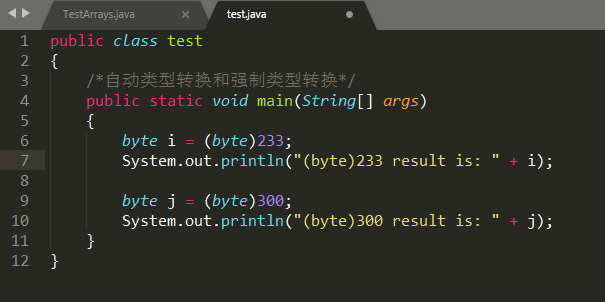 TestArrays.java test.java
1 public class test
2 {
3 /*自动类型转换和强制类型转换*/
4 public static void main(String[] args)
5 {
6 byte i = (byte)233;
7 System.out.println("(byte)233 result is: " + i);
8
9 byte j = (byte)300;
10 System.out.println("(byte)300 result is: " + j);
11 }
12 }